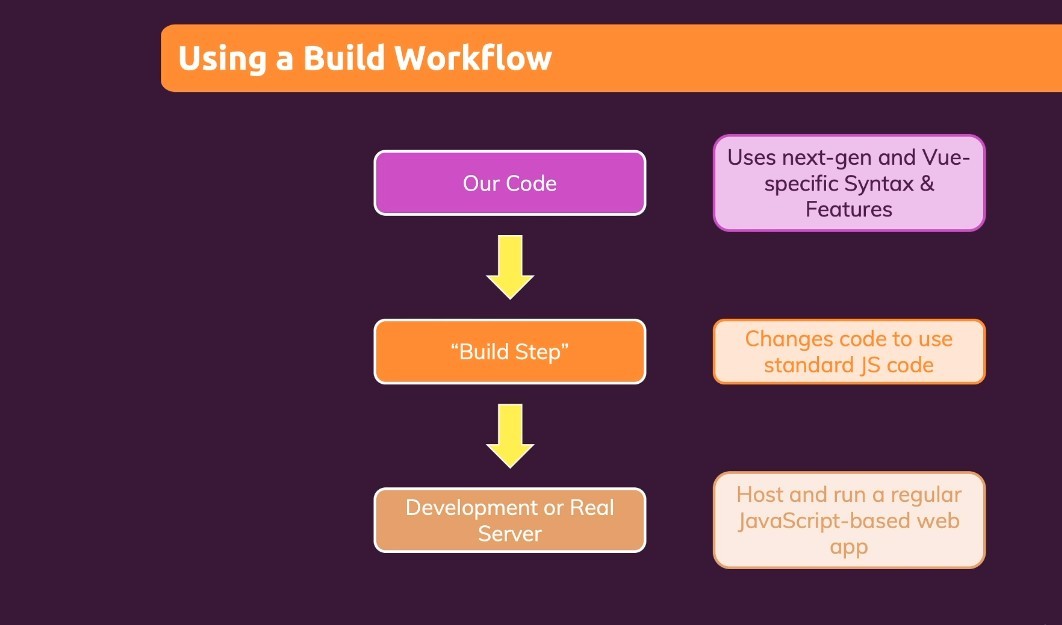 Using a Build Workflow
Our Code
Uses next-gen and Vue-
specific Syntax &
Features
“Build Step”
Changes code to use
standard JS code
Development or Real
Server
Host and run a regular
JavaScript-based web
app